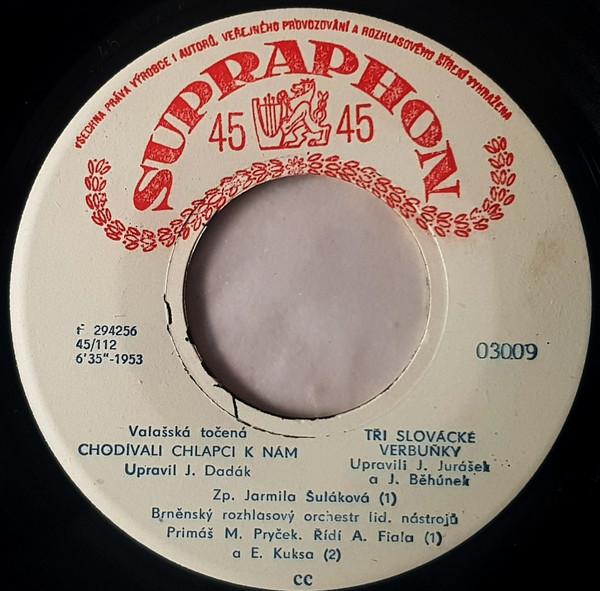 VŠECHNA PRÁVA VÝROBCE I AUTORŮ, VEŘEJNÉHO PROVOZOVÁNÍ A ROZHLASOVÉHO ŠÍŘENÍ VYHRAŽENA
SUPRAPHON
45 45
f 294256
45/112
6'35"-1953
03009
Valašská točená
CHODÍVALI CHLAPCI K NÁM
Upravil J. Dadák
TŘI SLOVÁCKÉ
VERBUŇKY
Upravili J. Jurášek
a J. Běhúnek
Zp. Jarmila Šuláková (1)
Brněnský rozhlasový orchestr lid. nástrojů
Primáš M. Pryček. Řídí A. Fiala (1)
a E. Kuksa (2)
CC